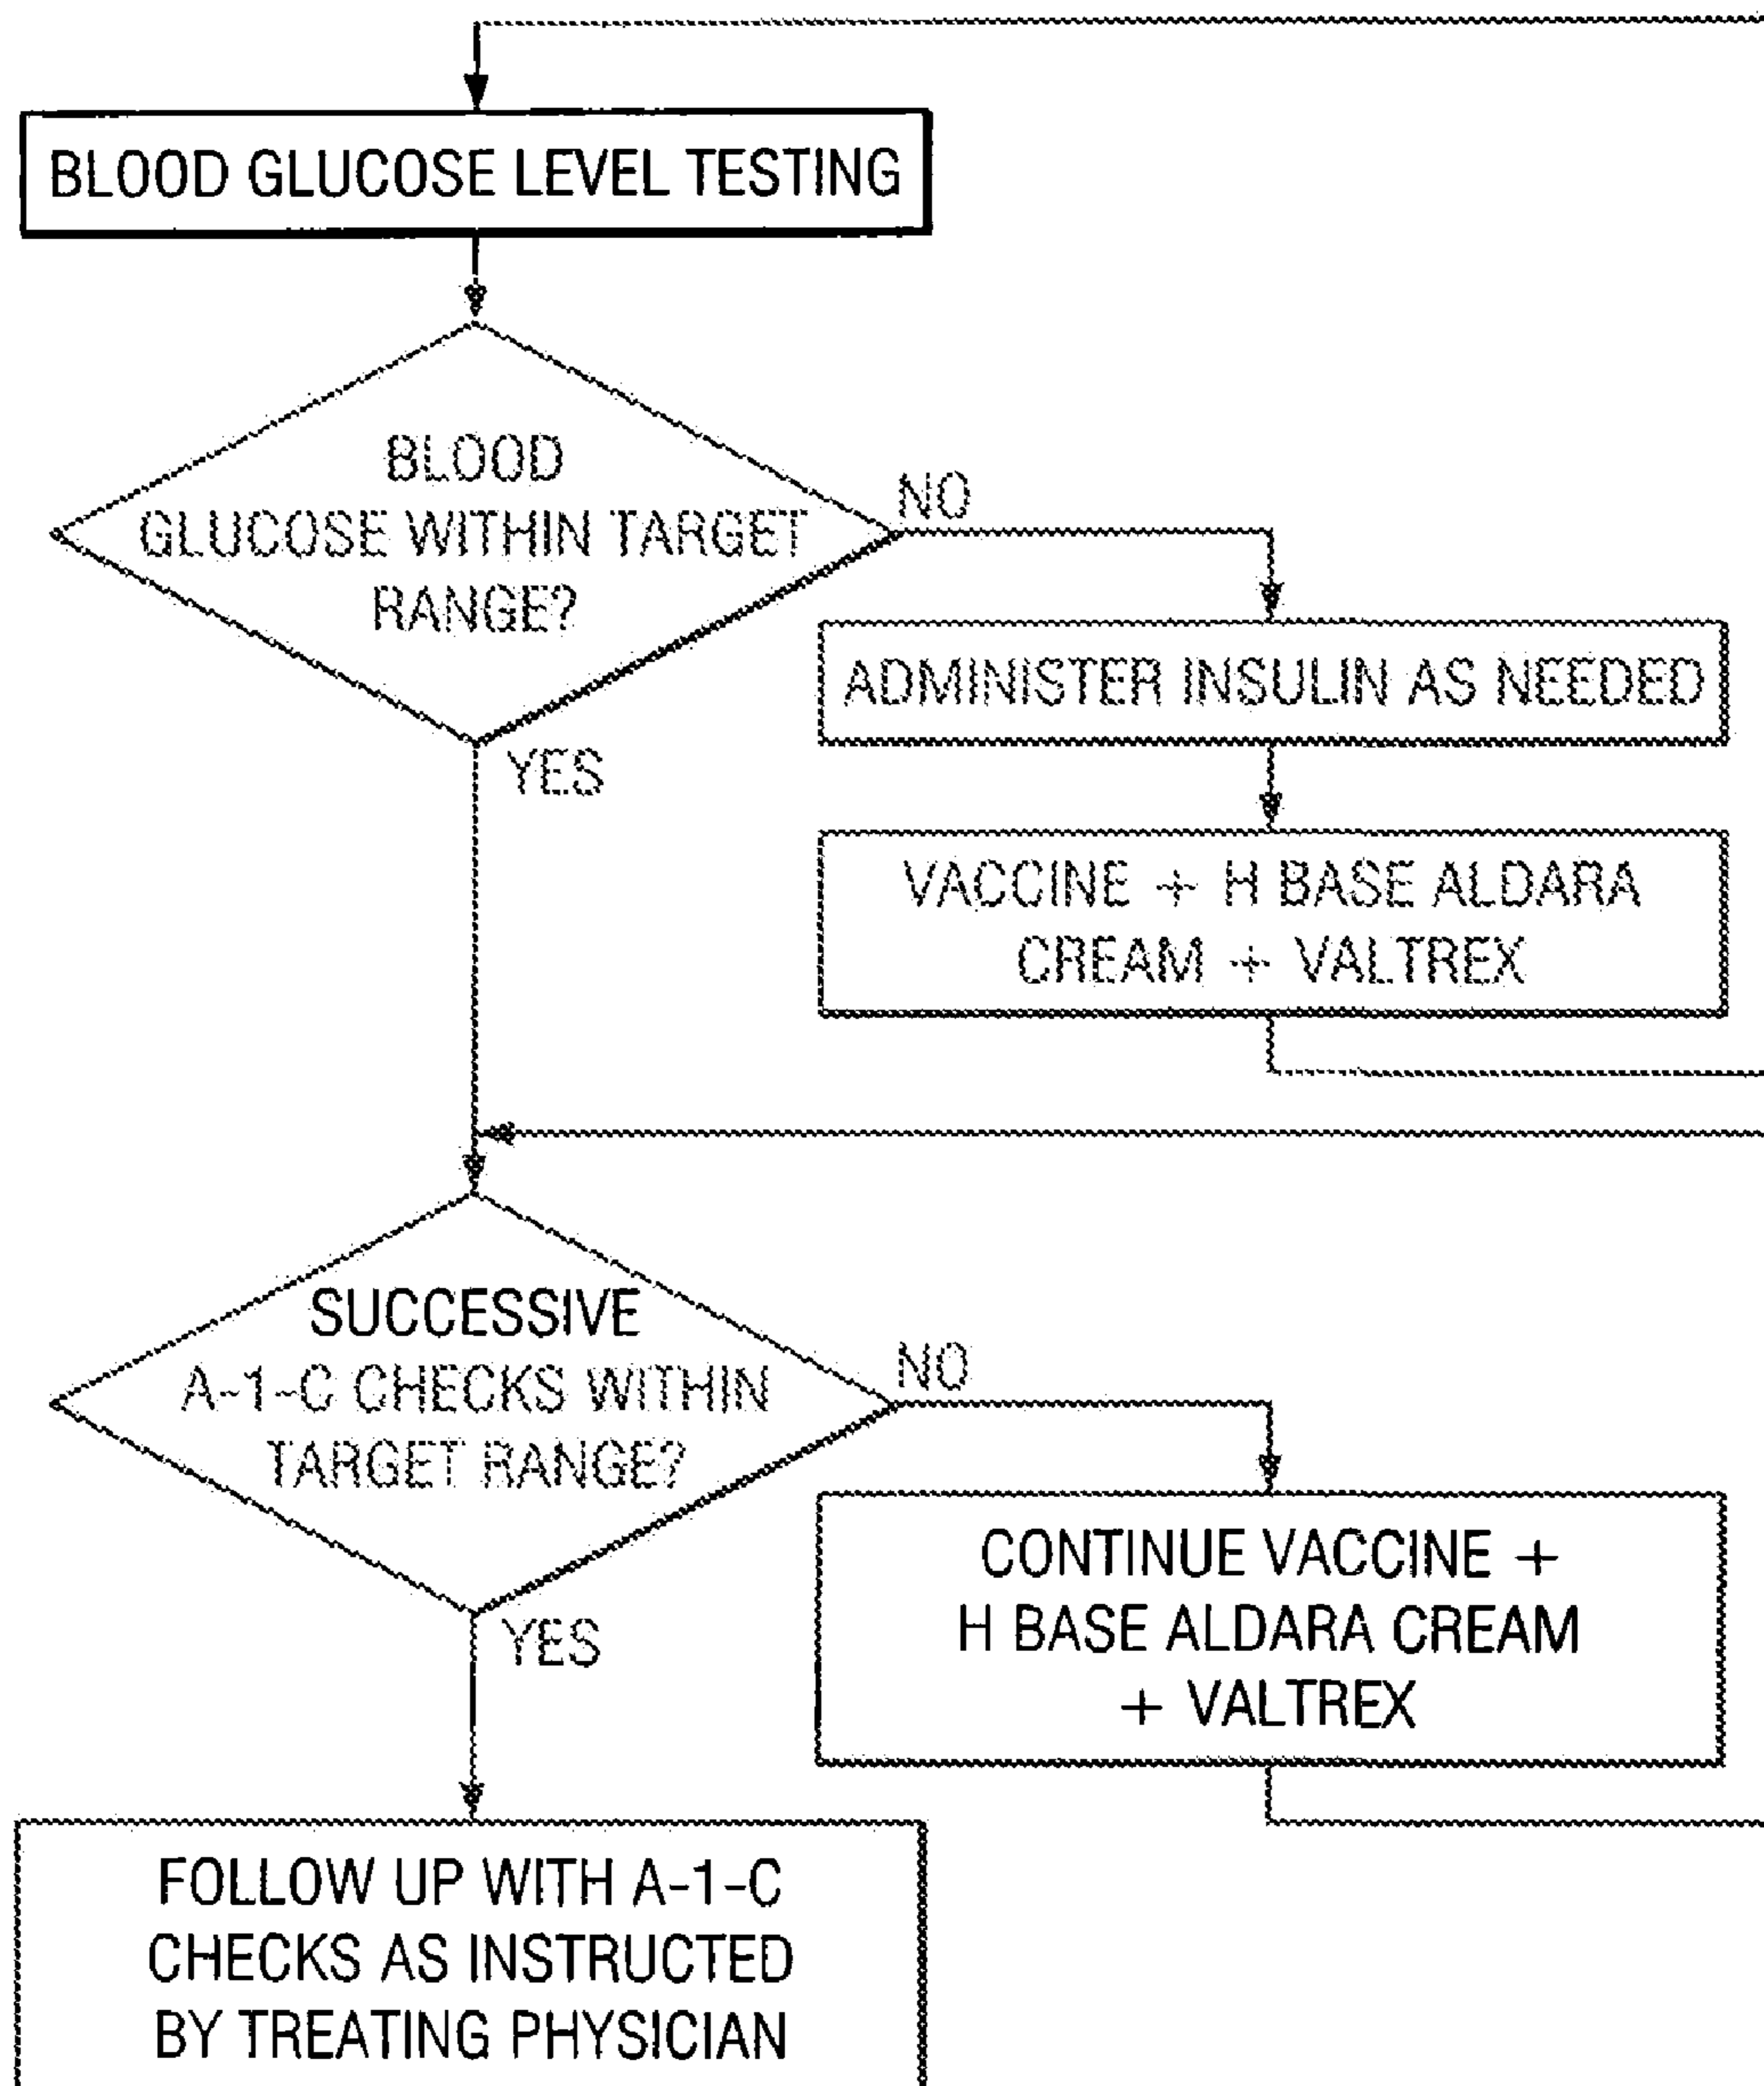 BLOOD GLUCOSE LEVEL TESTING
BLOOD
GLUCOSE WITHIN TARGET
RANGE?
NO
ADMINISTER INSULIN AS NEEDED
YES
VACCINE + H BASE ALDARA
CREAM + VALTREX
SUCCESSIVE
A-1-C CHECKS WITHIN
TARGET RANGE?
NO
CONTINUE VACCINE +
H BASE ALDARA CREAM
+ VALTREX
YES
FOLLOW UP WITH A-1-C
CHECKS AS INSTRUCTED
BY TREATING PHYSICIAN